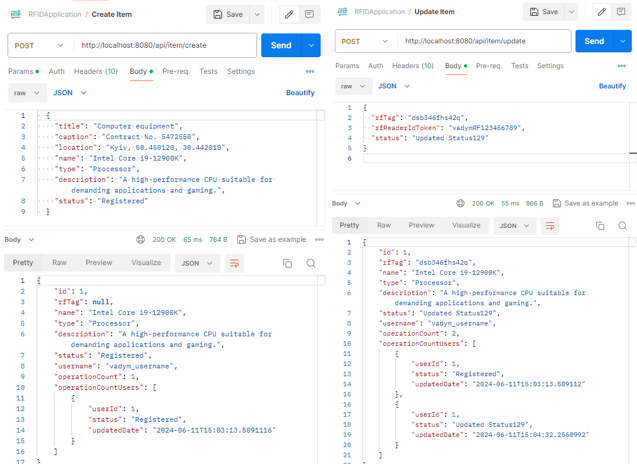 RFIDApplication / Create Item
Save
POST
http://localhost:8080/api/item/create
Send
Params
Auth
Headers (10)
Body
Pre-req.
Tests
Settings
raw
JSON
Beautify
1 {
2 "title": "Computer equipment",
3 "caption": "Contract No. 5472550",
4 "location": "Kyiv, 50.450120, 30.442010",
5 "name": "Intel Core i9-12900K",
6 "type": "Processor",
7 "description": "A high-performance CPU suitable for
demanding applications and gaming.",
8 "status": "Registered"
9 }
Body
200 OK 65 ms 764 B
Save as example
Pretty
Raw
Preview
Visualize
JSON
1 {
2 "id": 1,
3 "rfTag": null,
4 "name": "Intel Core i9-12900K",
5 "type": "Processor",
6 "description": "A high-performance CPU suitable for
demanding applications and gaming.",
7 "status": "Registered",
8 "username": "vadym_username",
9 "operationCount": 1,
10 "operationCountUsers": [
11 {
12 "userId": 1,
13 "status": "Registered",
14 "updatedDate": "2024-06-11T15:03:13.5091116"
15 }
16 ]
17 }
RFIDApplication / Update Item
Save
POST
http://localhost:8080/api/item/update
Send
Params
Auth
Headers (10)
Body
Pre-req.
Tests
Settings
raw
JSON
Beautify
1 {
2 "rfTag": "dsb346fhs42q",
3 "rfReaderIdToken": "vadymRF123456789",
4 "status": "Updated Status129"
5 }
6
Body
200 OK 55 ms 866 B
Save as example
Pretty
Raw
Preview
Visualize
JSON
1 {
2 "id": 1,
3 "rfTag": "dsb346fhs42q",
4 "name": "Intel Core i9-12900K",
5 "type": "Processor",
6 "description": "A high-performance CPU suitable for
demanding applications and gaming.",
7 "status": "Updated Status129",
8 "username": "vadym_username",
9 "operationCount": 2,
10 "operationCountUsers": [
11 {
12 "userId": 1,
13 "status": "Registered",
14 "updatedDate": "2024-06-11T15:03:13.509112"
15 },
16 {
17 "userId": 1,
18 "status": "Updated Status129",
19 "updatedDate": "2024-06-11T15:04:32.2560992"
20 }
21 ]